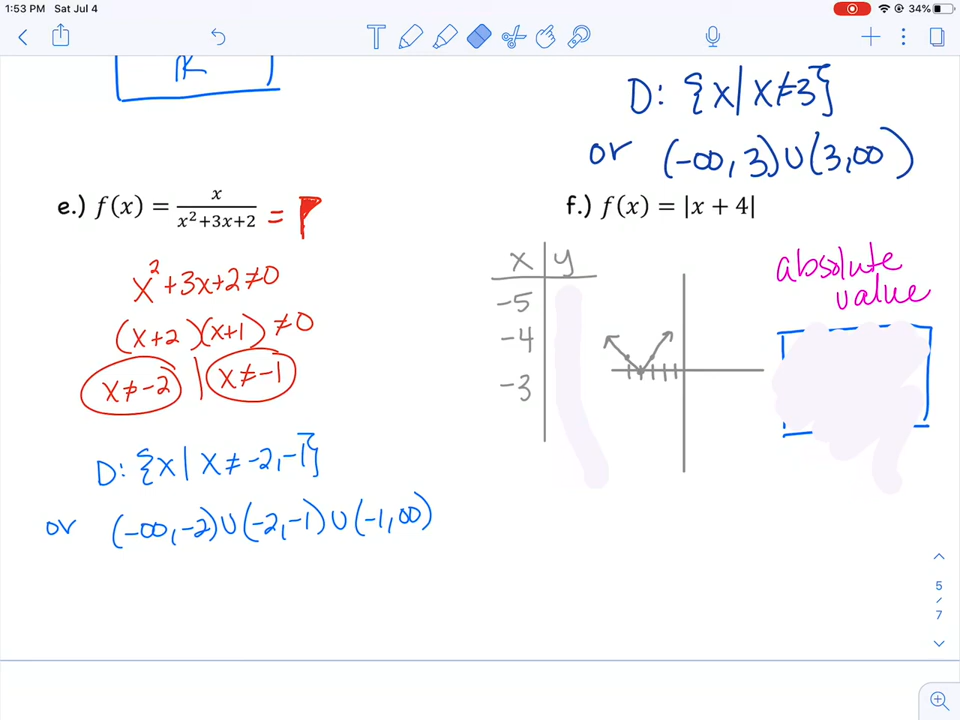 1:53 PM Sat Jul 4
34%
T
D: {x | x ≠ 3}
or (-∞, 3) ∪ (3, ∞)
e.) f(x) = x / x²+3x+2 =
x²+3x+2 ≠ 0
(x+2)(x+1) ≠ 0
x ≠ -2 | x ≠ -1
D: {x | x ≠ -2, -1}
or (-∞, -2) ∪ (-2, -1) ∪ (-1, ∞)
f.) f(x) = |x + 4|
x y
-5
-4
-3
absolute
value
5
/
7